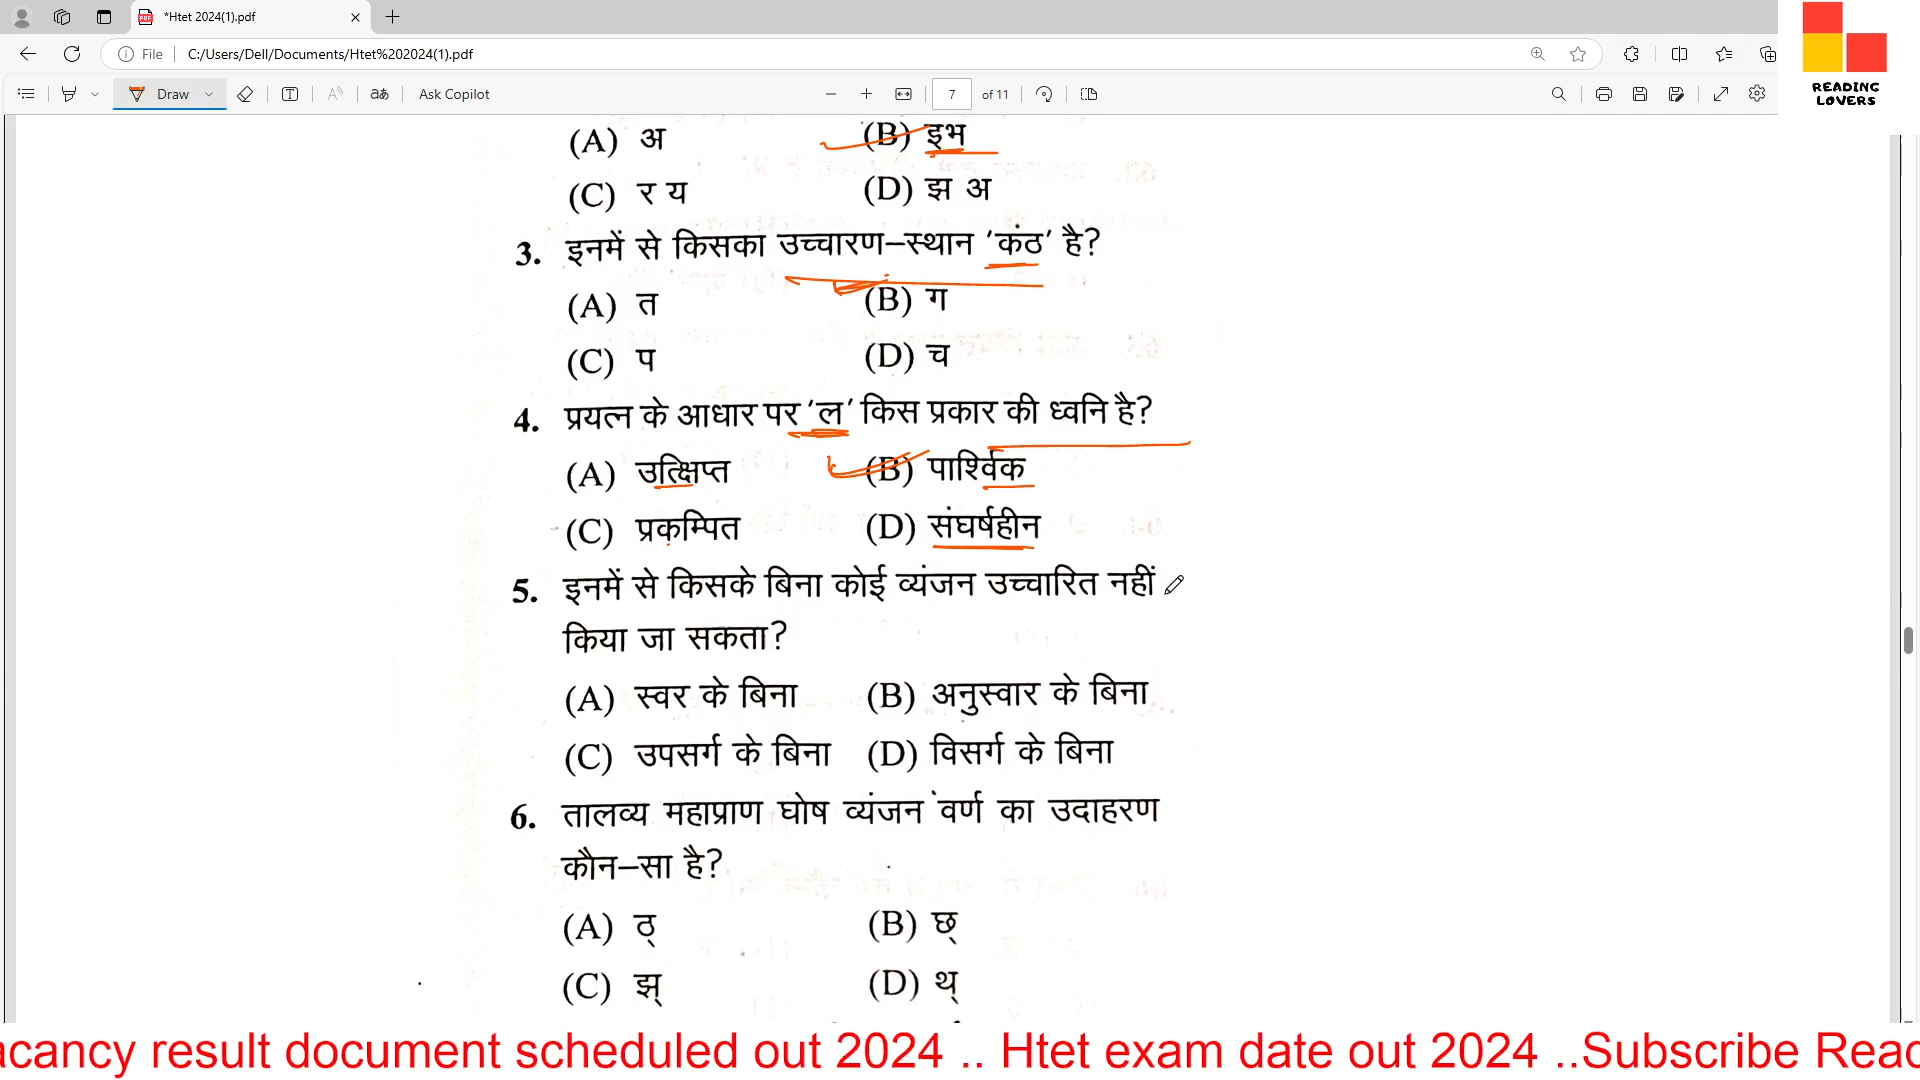 *Htet 2024(1).pdf
File C:/Users/Dell/Documents/Htet%202024(1).pdf
READING
LOVERS
Draw aあ Ask Copilot 7 of 11
(A) अ (B) इभ
(C) र य (D) झ अ
3. इनमें से किसका उच्चारण–स्थान 'कंठ' है?
(A) त (B) ग
(C) प (D) च
4. प्रयत्न के आधार पर 'ल' किस प्रकार की ध्वनि है?
(A) उत्क्षिप्त (B) पार्श्विक
(C) प्रकम्पित (D) संघर्षहीन
5. इनमें से किसके बिना कोई व्यंजन उच्चारित नहीं
किया जा सकता?
(A) स्वर के बिना (B) अनुस्वार के बिना
(C) उपसर्ग के बिना (D) विसर्ग के बिना
6. तालव्य महाप्राण घोष व्यंजन वर्ण का उदाहरण
कौन–सा है?
(A) ठ् (B) छ्
(C) झ् (D) थ्
acancy result document scheduled out 2024 .. Htet exam date out 2024 ..Subscribe Reac